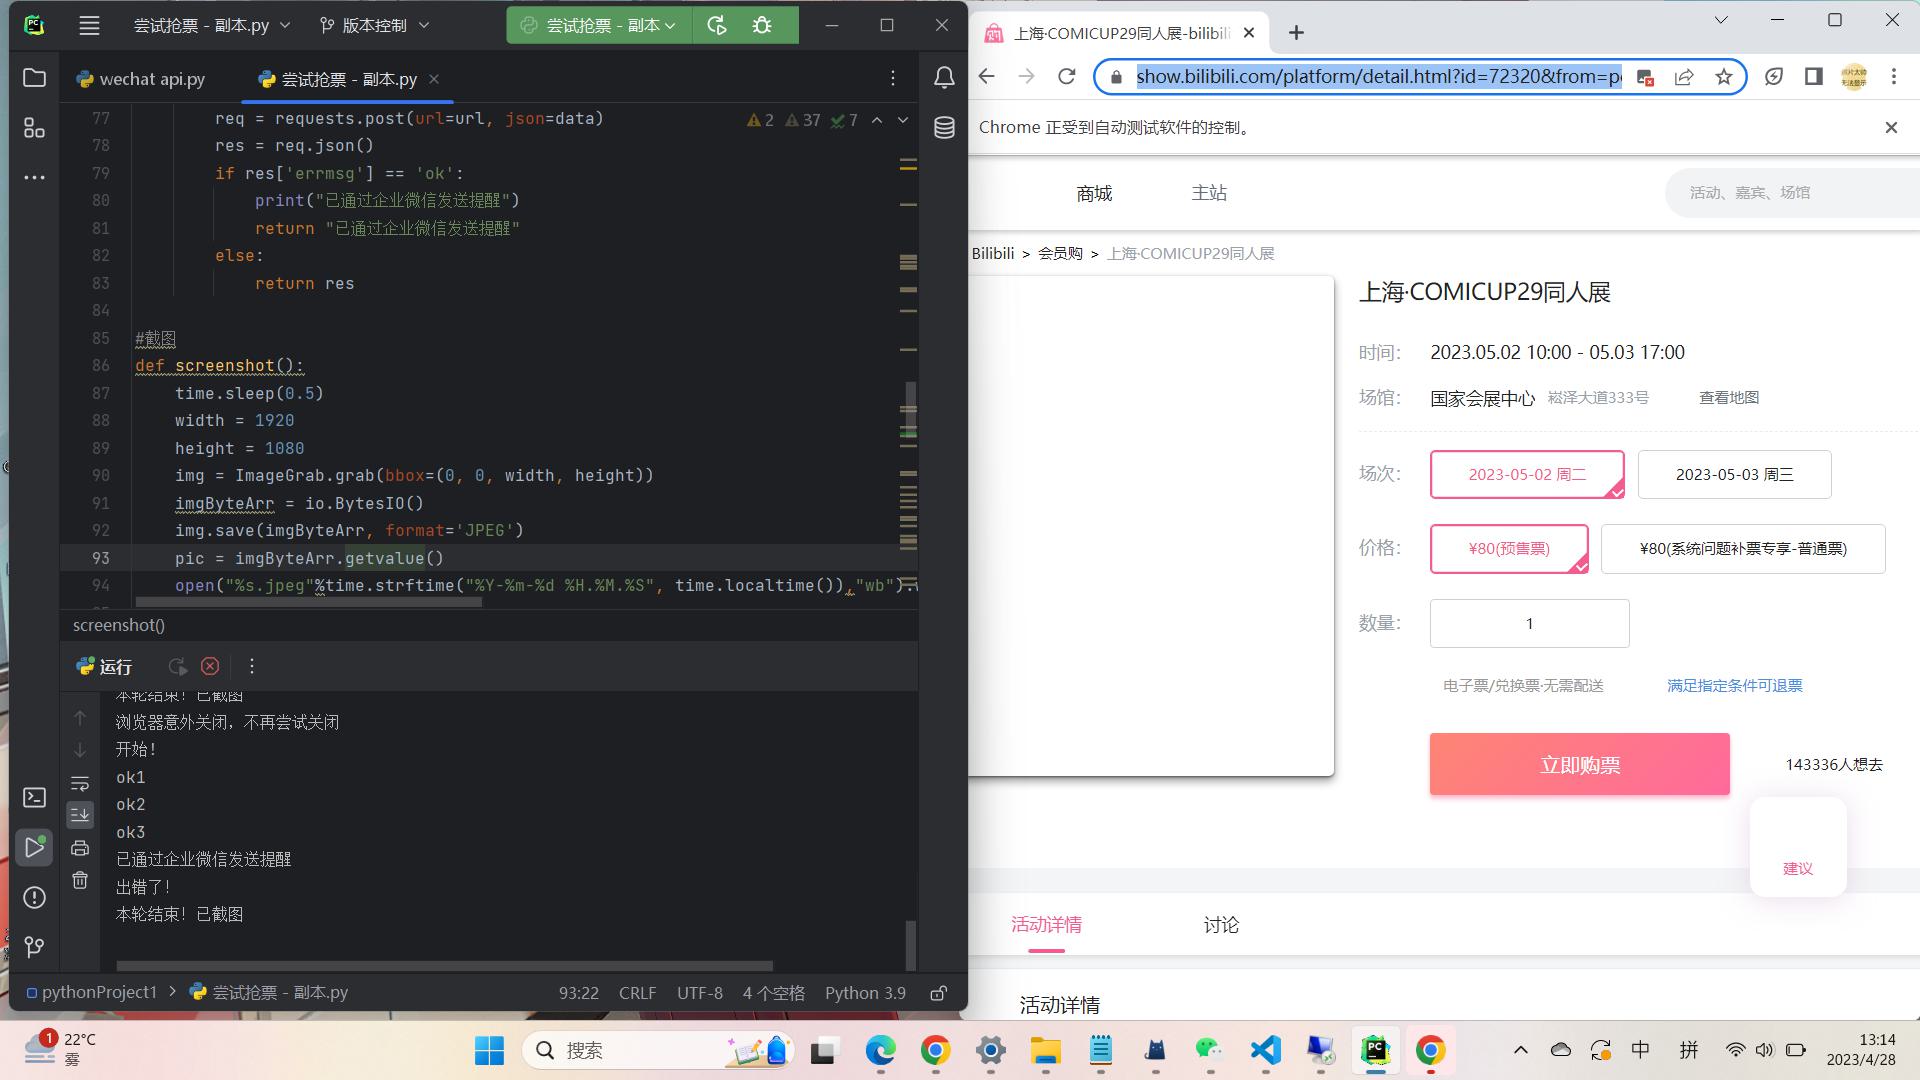 尝试抢票 - 副本.py
版本控制
尝试抢票 - 副本
wechat api.py
尝试抢票 - 副本.py
77 req = requests.post(url=url, json=data)
2 37 7
78 res = req.json()
79 if res['errmsg'] == 'ok':
80 print("已通过企业微信发送提醒")
81 return "已通过企业微信发送提醒"
82 else:
83 return res
84
85 #截图
86 def screenshot():
87 time.sleep(0.5)
88 width = 1920
89 height = 1080
90 img = ImageGrab.grab(bbox=(0, 0, width, height))
91 imgByteArr = io.BytesIO()
92 img.save(imgByteArr, format='JPEG')
93 pic = imgByteArr.getvalue()
94 open("%s.jpeg"%time.strftime("%Y-%m-%d %H.%M.%S", time.localtime()),"wb").
screenshot()
运行
本轮结束！已截图
浏览器意外关闭，不再尝试关闭
开始！
ok1
ok2
ok3
已通过企业微信发送提醒
出错了！
本轮结束！已截图
pythonProject1 > 尝试抢票 - 副本.py
93:22 CRLF UTF-8 4 个空格 Python 3.9
上海·COMICUP29同人展-bilibili
show.bilibili.com/platform/detail.html?id=72320&from=p
Chrome 正受到自动测试软件的控制。
商城
主站
活动、嘉宾、场馆
Bilibili > 会员购 > 上海·COMICUP29同人展
上海·COMICUP29同人展
时间： 2023.05.02 10:00 - 05.03 17:00
场馆： 国家会展中心 崧泽大道333号 查看地图
场次： 2023-05-02 周二 2023-05-03 周三
价格： ¥80(预售票) ¥80(系统问题补票专享-普通票)
数量： 1
电子票/兑换票·无需配送 满足指定条件可退票
立即购票
143336人想去
建议
活动详情
讨论
活动详情
1
22°C
雾
搜索
中
拼
13:14
2023/4/28